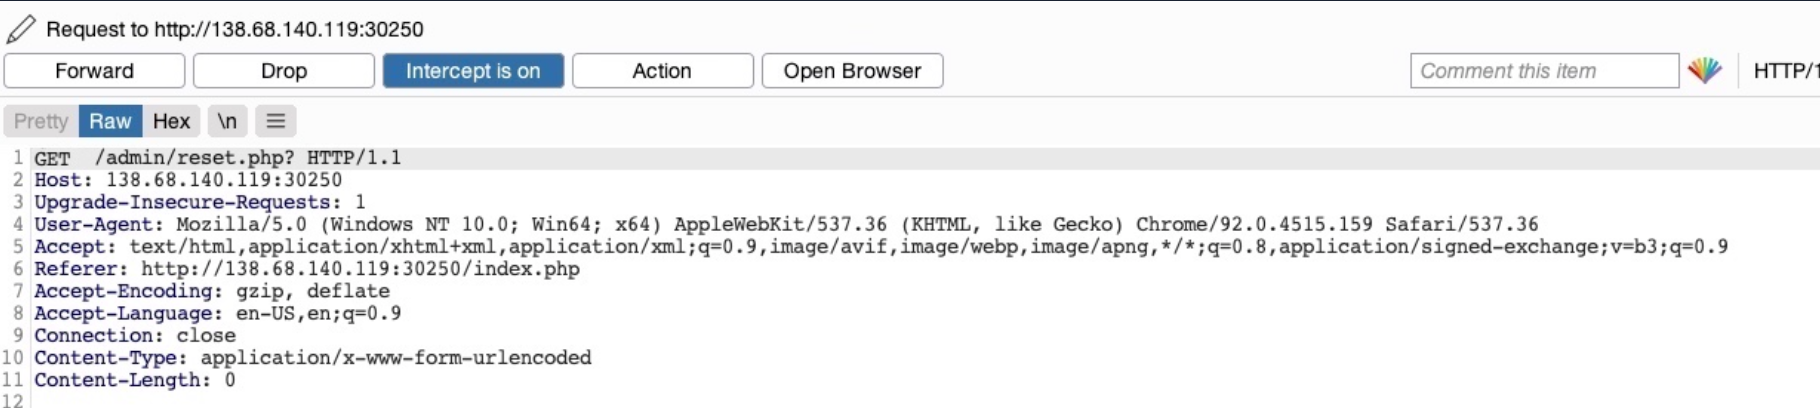 Request to http://138.68.140.119:30250
Forward Drop Intercept is on Action Open Browser Comment this item HTTP/1
Pretty Raw Hex \n
1 GET  /admin/reset.php? HTTP/1.1
2 Host: 138.68.140.119:30250
3 Upgrade-Insecure-Requests: 1
4 User-Agent: Mozilla/5.0 (Windows NT 10.0; Win64; x64) AppleWebKit/537.36 (KHTML, like Gecko) Chrome/92.0.4515.159 Safari/537.36
5 Accept: text/html,application/xhtml+xml,application/xml;q=0.9,image/avif,image/webp,image/apng,*/*;q=0.8,application/signed-exchange;v=b3;q=0.9
6 Referer: http://138.68.140.119:30250/index.php
7 Accept-Encoding: gzip, deflate
8 Accept-Language: en-US,en;q=0.9
9 Connection: close
10 Content-Type: application/x-www-form-urlencoded
11 Content-Length: 0
12